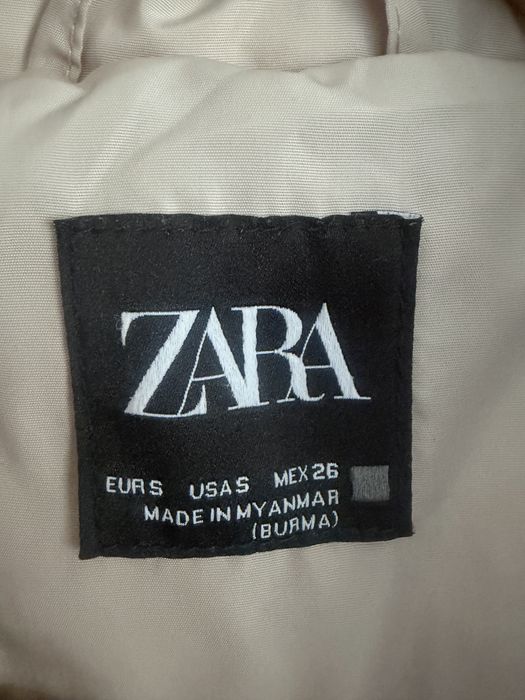 ZARA
EUR S USA S MEX 26
MADE IN MYANMAR
(BURMA)